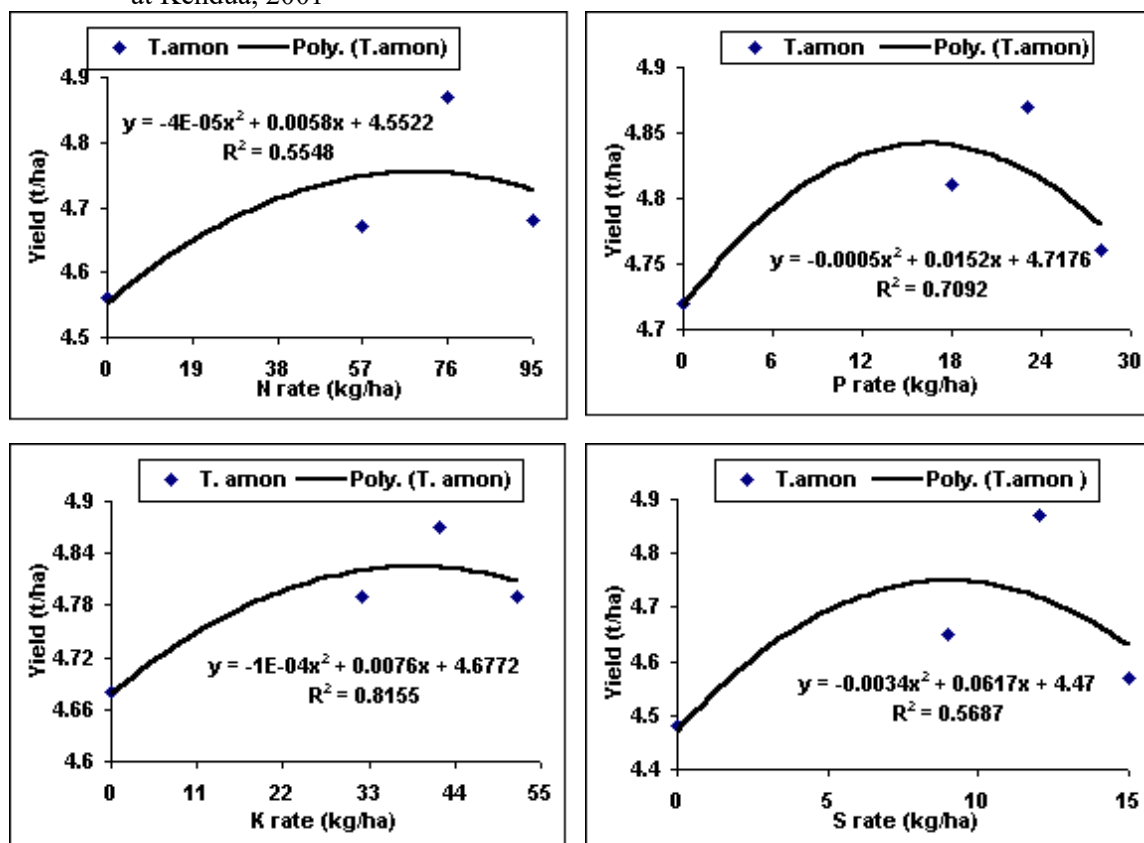 at Kendua, 2001
T.amon Poly. (T.amon)
Yield (t/ha)
4.9
4.8
4.7
4.6
4.5
y = -4E-05x² + 0.0058x + 4.5522
R² = 0.5548
0 19 38 57 76 95
N rate (kg/ha)
T.amon Poly. (T.amon)
Yield (t/ha)
4.9
4.85
4.8
4.75
4.7
y = -0.0005x² + 0.0152x + 4.7176
R² = 0.7092
0 6 12 18 24 30
P rate (kg/ha)
T. amon Poly. (T. amon)
Yield (t/ha)
4.9
4.84
4.78
4.72
4.66
4.6
y = -1E-04x² + 0.0076x + 4.6772
R² = 0.8155
0 11 22 33 44 55
K rate (kg/ha)
T.amon Poly. (T.amon )
Yield (t/ha)
4.9
4.8
4.7
4.6
4.5
4.4
y = -0.0034x² + 0.0617x + 4.47
R² = 0.5687
0 5 10 15
S rate (kg/ha)